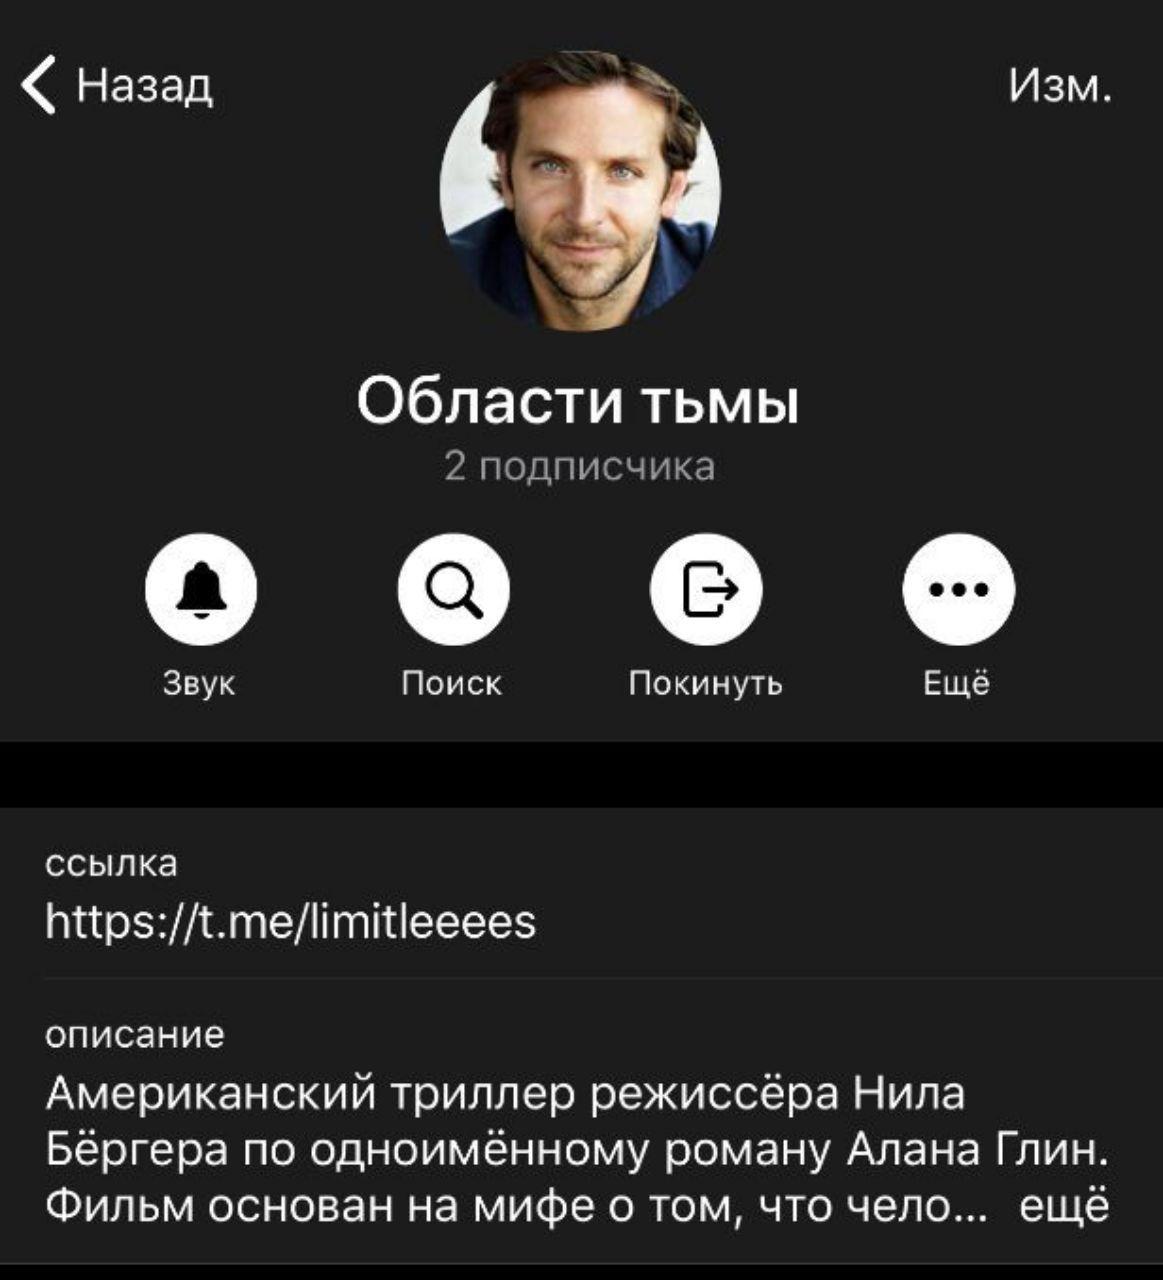 Назад
Изм.
Области тьмы
2 подписчика
Звук
Поиск
Покинуть
Ещё
ссылка
https://t.me/limitleeees
описание
Американский триллер режиссёра Нила
Бёргера по одноимённому роману Алана Глин.
Фильм основан на мифе о том, что чело... ещё